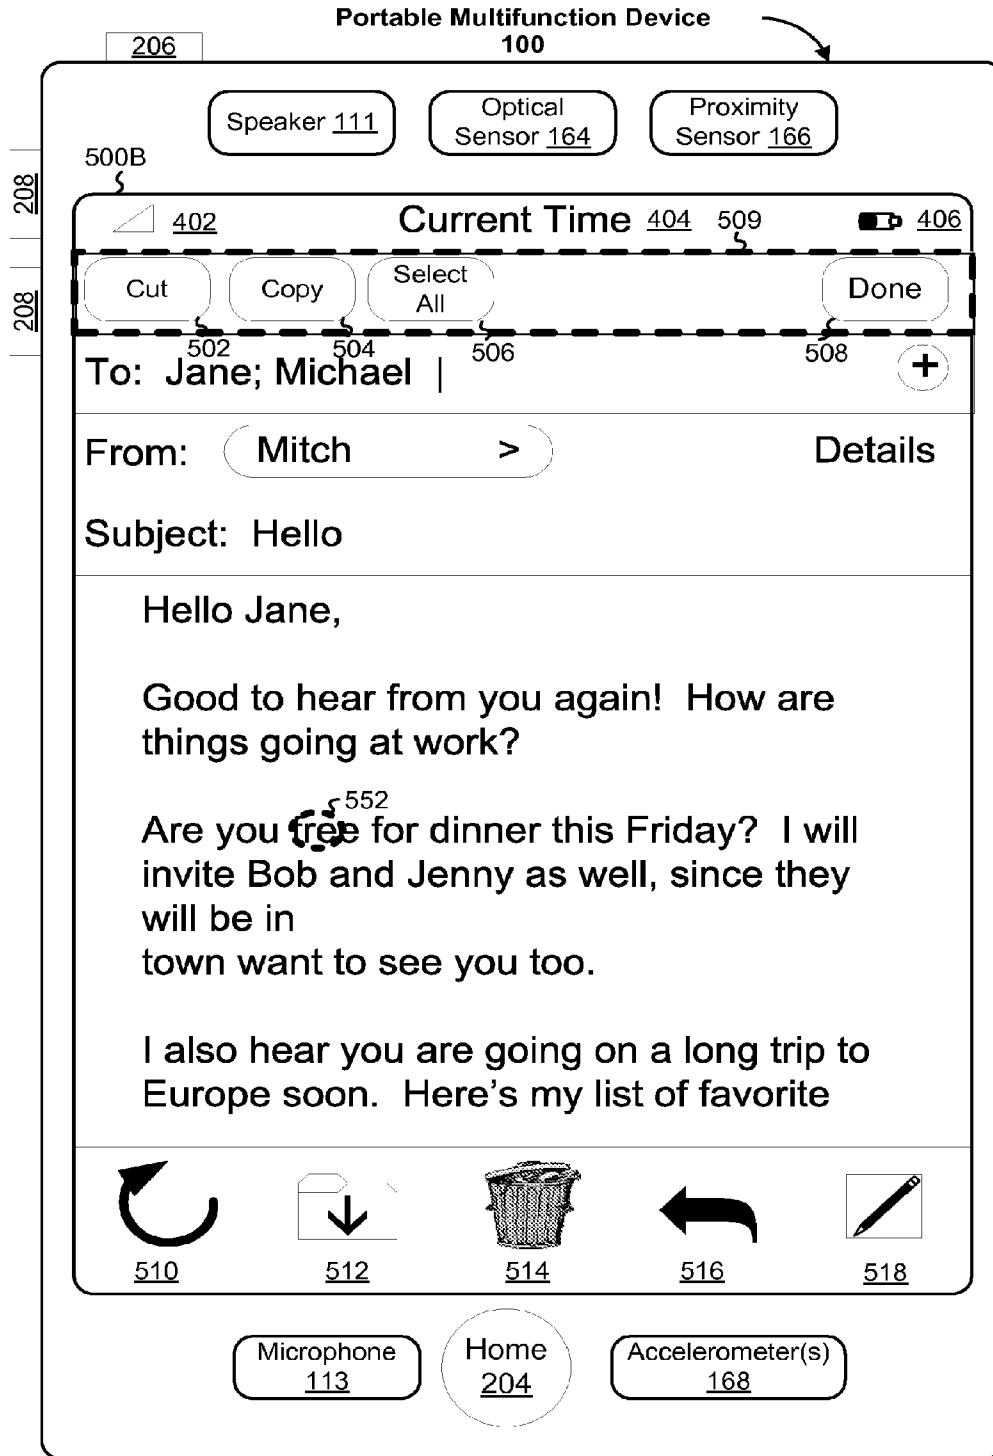 Portable Multifunction Device
100
206
Speaker 111
Optical
Sensor 164
Proximity
Sensor 166
500B
208
208
402
Current Time 404
509
406
Cut
Copy
Select
All
Done
502
504
506
508
To: Jane; Michael |
+
From: Mitch >
Details
Subject: Hello
Hello Jane,
Good to hear from you again! How are
things going at work?
552
Are you free for dinner this Friday? I will
invite Bob and Jenny as well, since they
will be in
town want to see you too.
I also hear you are going on a long trip to
Europe soon. Here's my list of favorite
510
512
514
516
518
Microphone
113
Home
204
Accelerometer(s)
168